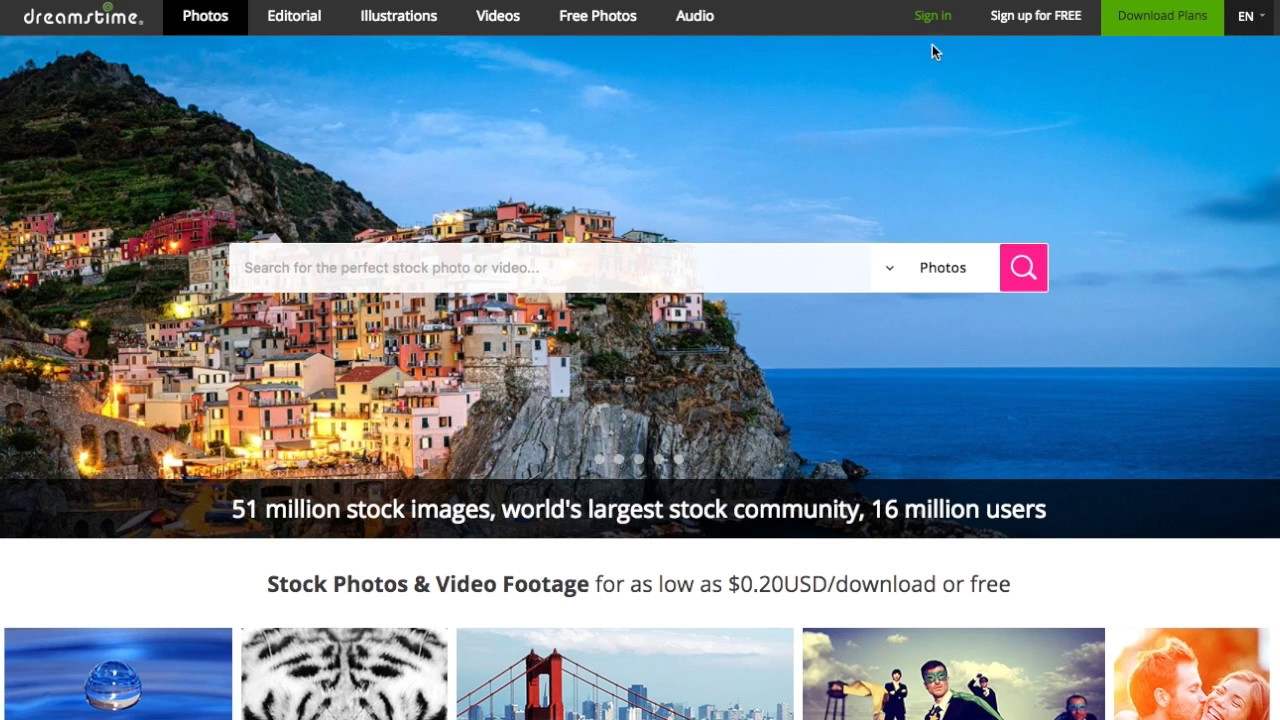 dreamstime. Photos Editorial Illustrations Videos Free Photos Audio Sign in Sign up for FREE Download Plans EN
Search for the perfect stock photo or video... Photos
51 million stock images, world's largest stock community, 16 million users
Stock Photos & Video Footage for as low as $0.20USD/download or free